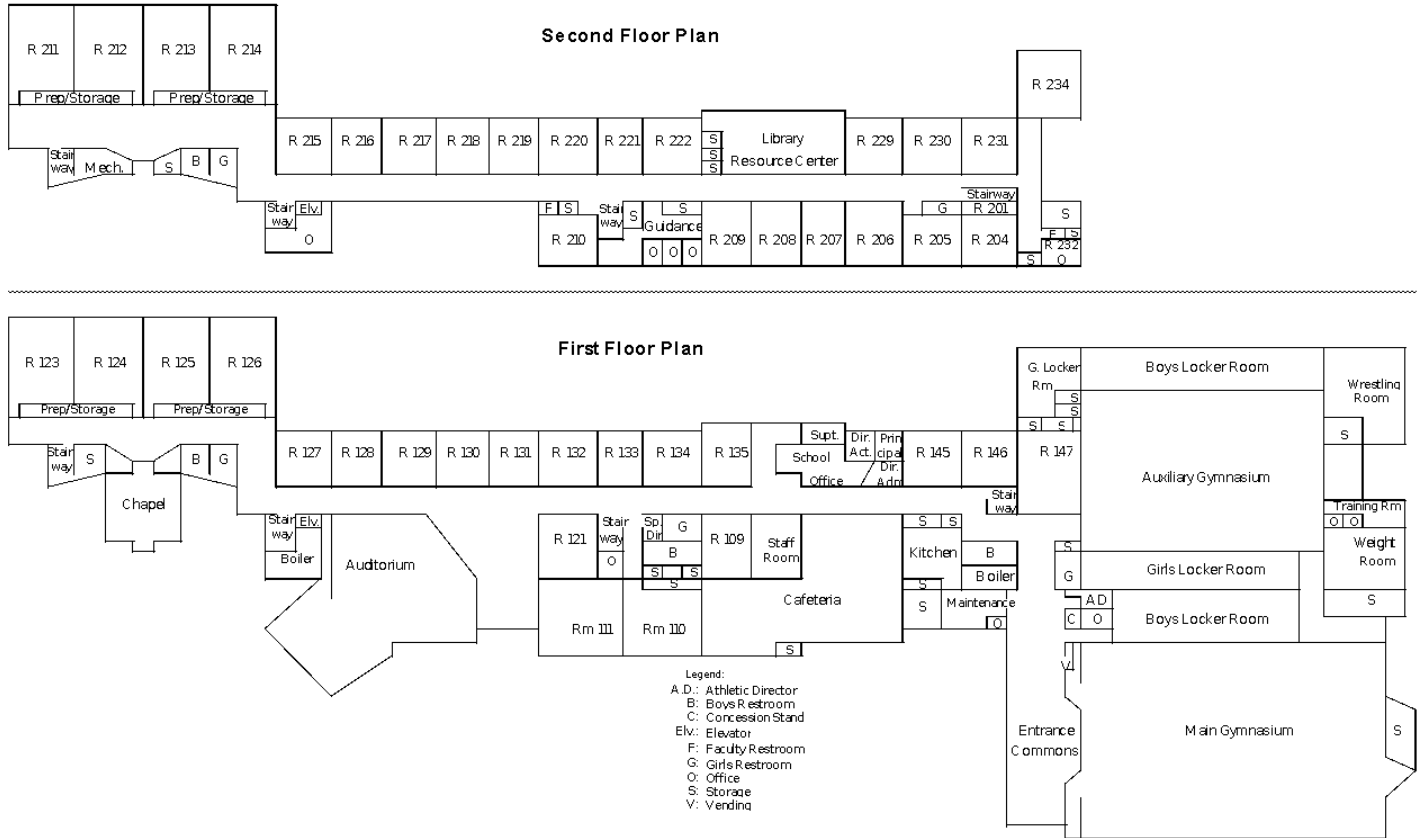 Second Floor Plan
R 211 R 212 R 213 R 214
R 234
Prep/Storage Prep/Storage
R 215 R 216 R 217 R 218 R 219 R 220 R 221 R 222 S Library R 229 R 230 R 231
S Resource Center
S
Stair Mech. S B G
way
Stairway
Stair Elv. F S Stair S S G R 201 S
way way Guidance F S
O R 210 R 209 R 208 R 207 R 206 R 205 R 204 R 232
O O O S O
First Floor Plan
R 123 R 124 R 125 R 126
G. Locker Boys Locker Room Wrestling
Rm Room
S
S
Prep/Storage Prep/Storage
S S S
Supt. Dir. Prin
Act. cipal
R 127 R 128 R 129 R 130 R 131 R 132 R 133 R 134 R 135 School R 145 R 146 R 147
Office Dir.
Adm
Stair S B G
way
Auxiliary Gymnasium
Chapel
Stair
way
Training Rm
O O
Stair Elv. Stair Sp. G S S
way way Dir
R 121 R 109 Staff Kitchen B S Weight
Room Room
Boiler Auditorium O B
S S S Boiler G Girls Locker Room
S S
Cafeteria S Maintenance A D S
O C O Boys Locker Room
Rm 111 Rm 110
S V
Entrance Main Gymnasium S
Commons
Legend:
A.D.: Athletic Director
B: Boys Restroom
C: Concession Stand
Elv.: Elevator
F: Faculty Restroom
G: Girls Restroom
O: Office
S: Storage
V: Vending